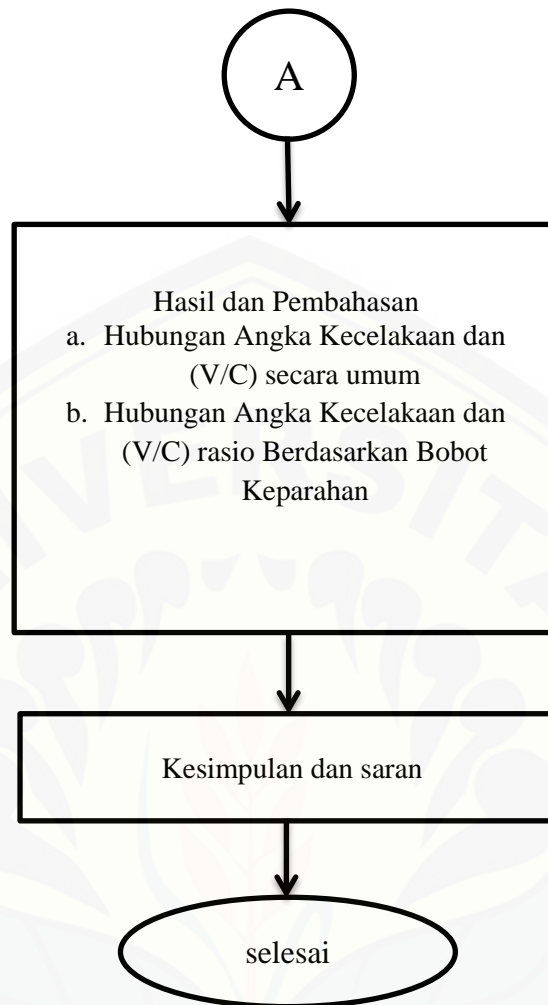 A
Hasil dan Pembahasan
a. Hubungan Angka Kecelakaan dan
(V/C) secara umum
b. Hubungan Angka Kecelakaan dan
(V/C) rasio Berdasarkan Bobot
Keparahan
Kesimpulan dan saran
selesai